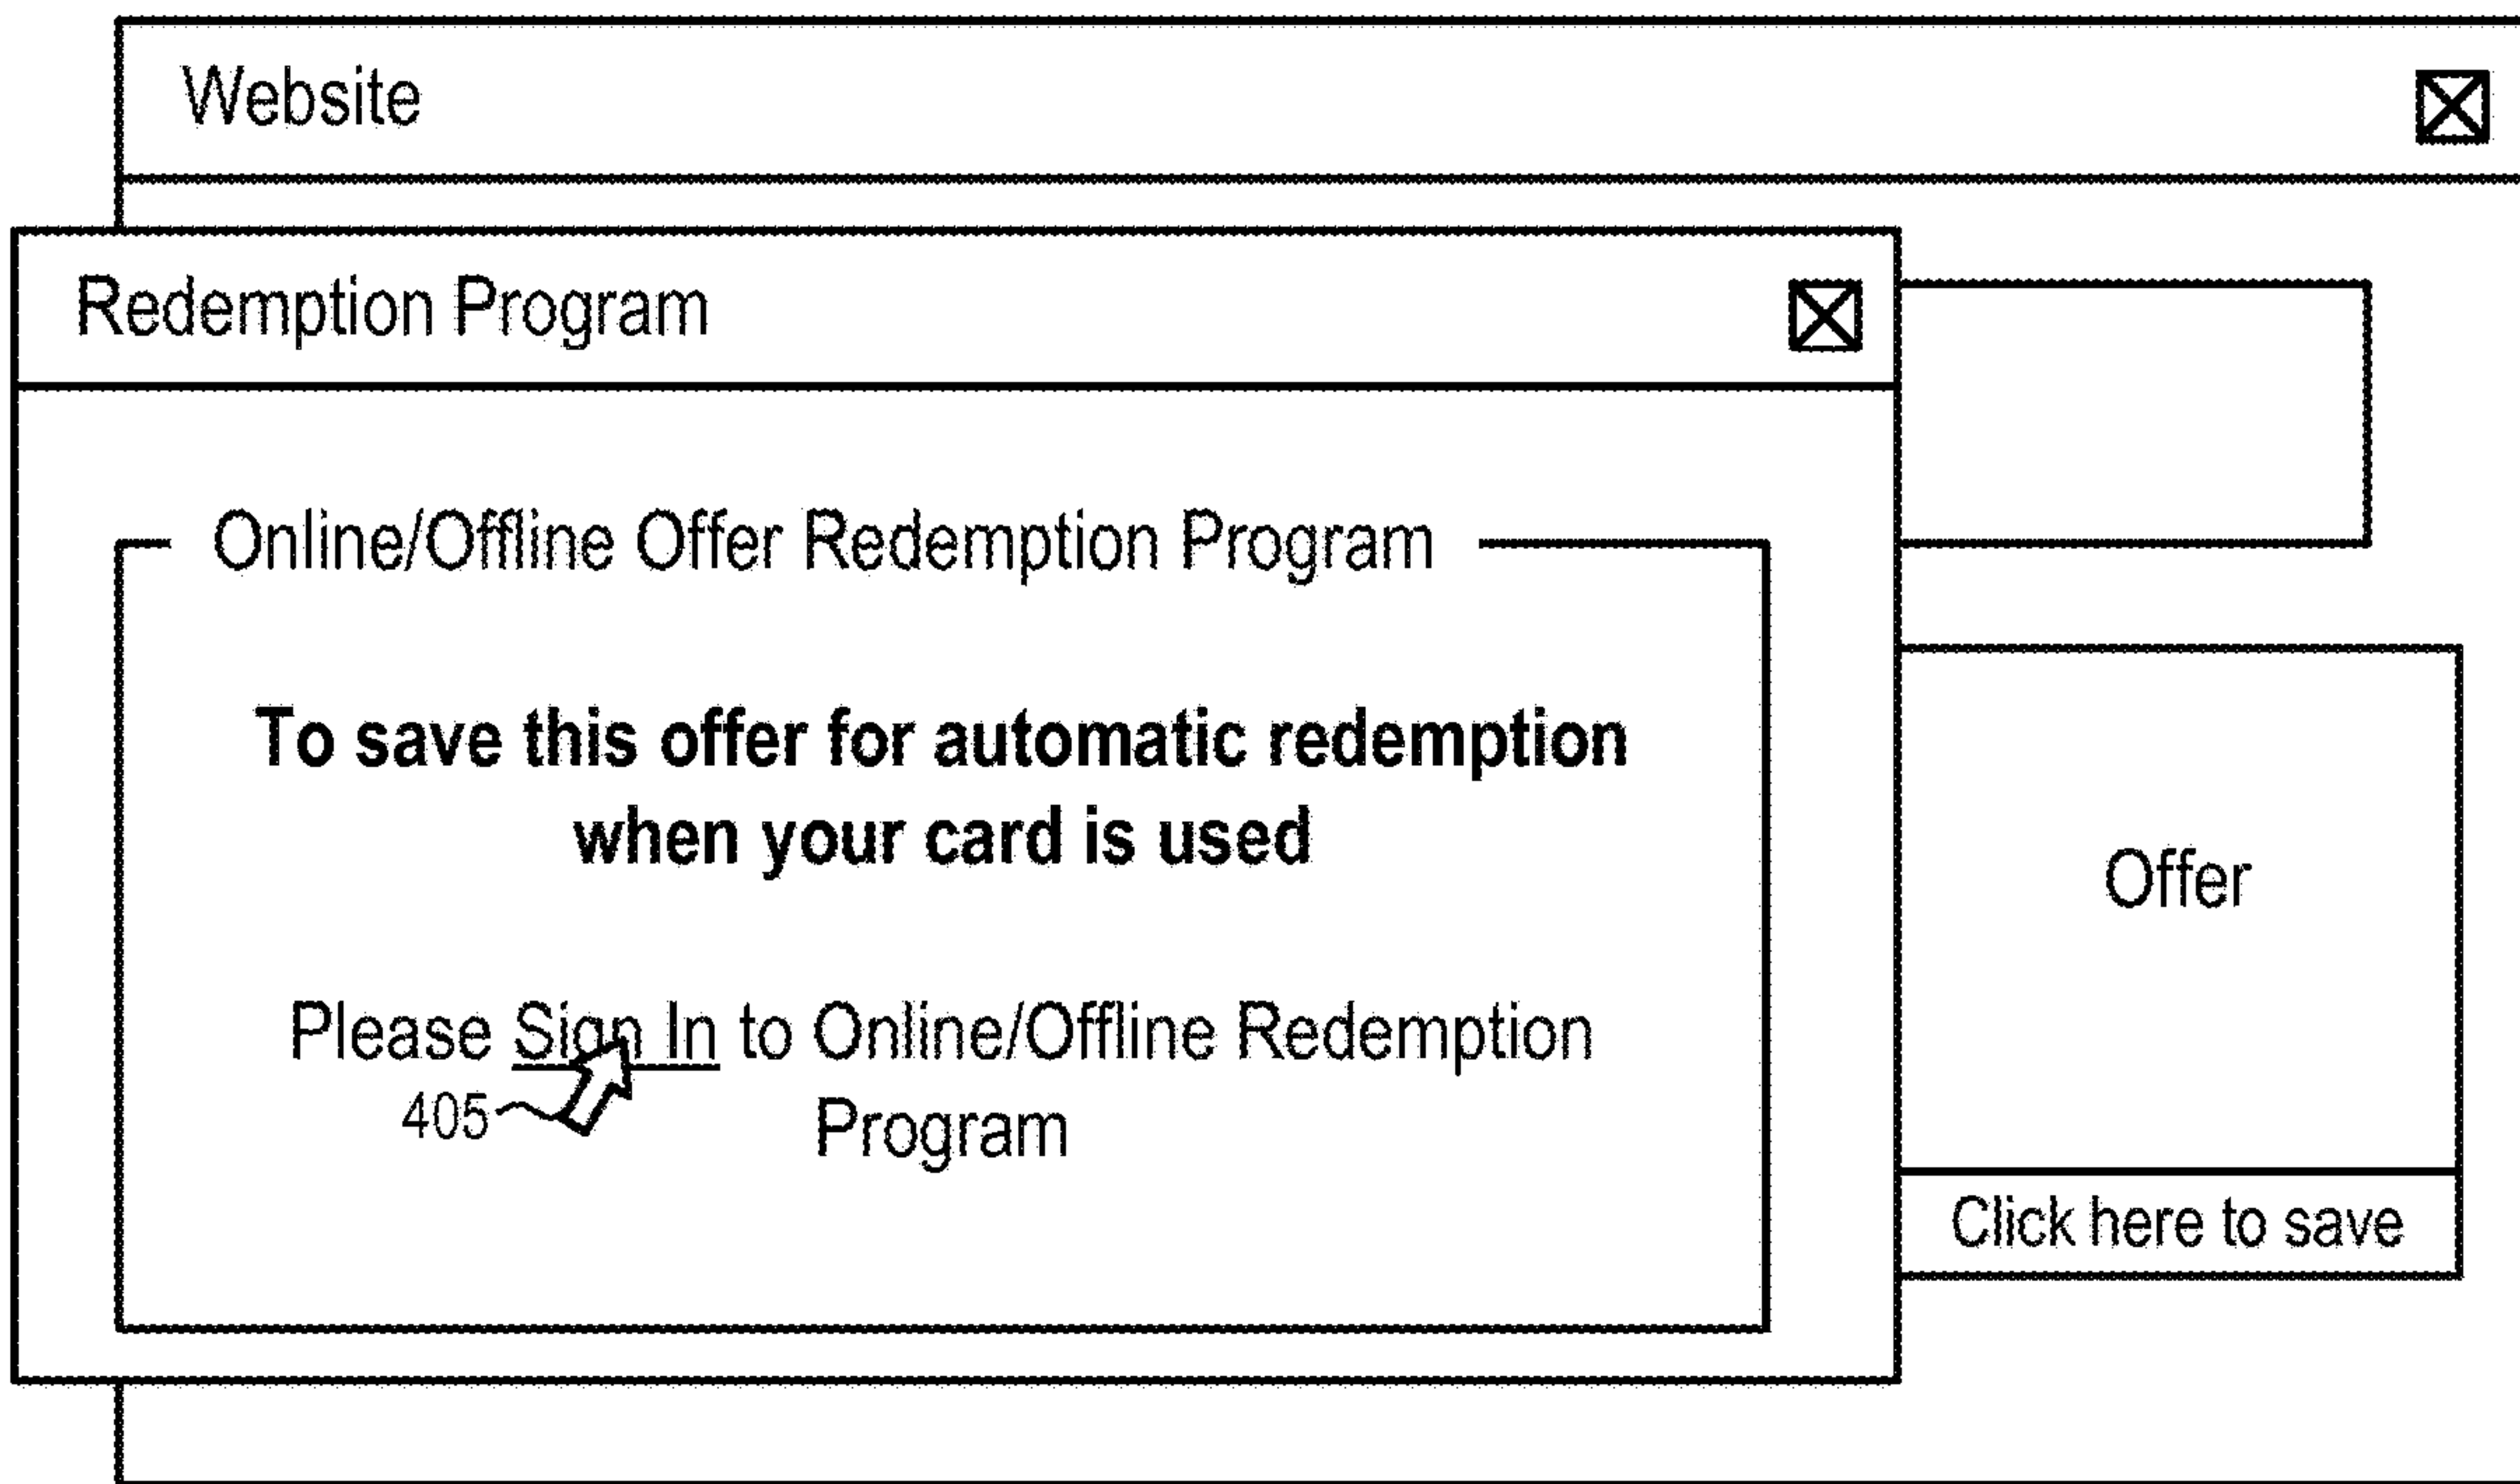 Website
Redemption Program
Online/Offline Offer Redemption Program
To save this offer for automatic redemption
when your card is used
Please Sign In to Online/Offline Redemption
405
Program
Offer
Click here to save